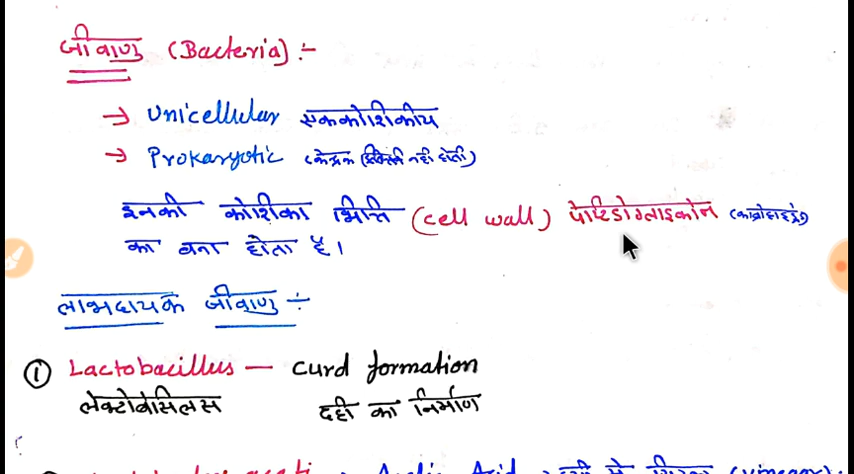 जीवाणु (Bacteria) :-
→ Unicellular एककोशिकीय
→ Prokaryotic (केन्द्रक झिल्ली नही होती)
इनकी कोशिका भित्ति (cell wall) पेप्टिडोग्लाइकोन (कार्बोहाइड्रेट)
का बना होता है।
लाभदायक जीवाणु :-
① Lactobacillus — curd formation
लेक्टोबेसिलस दही का निर्माण